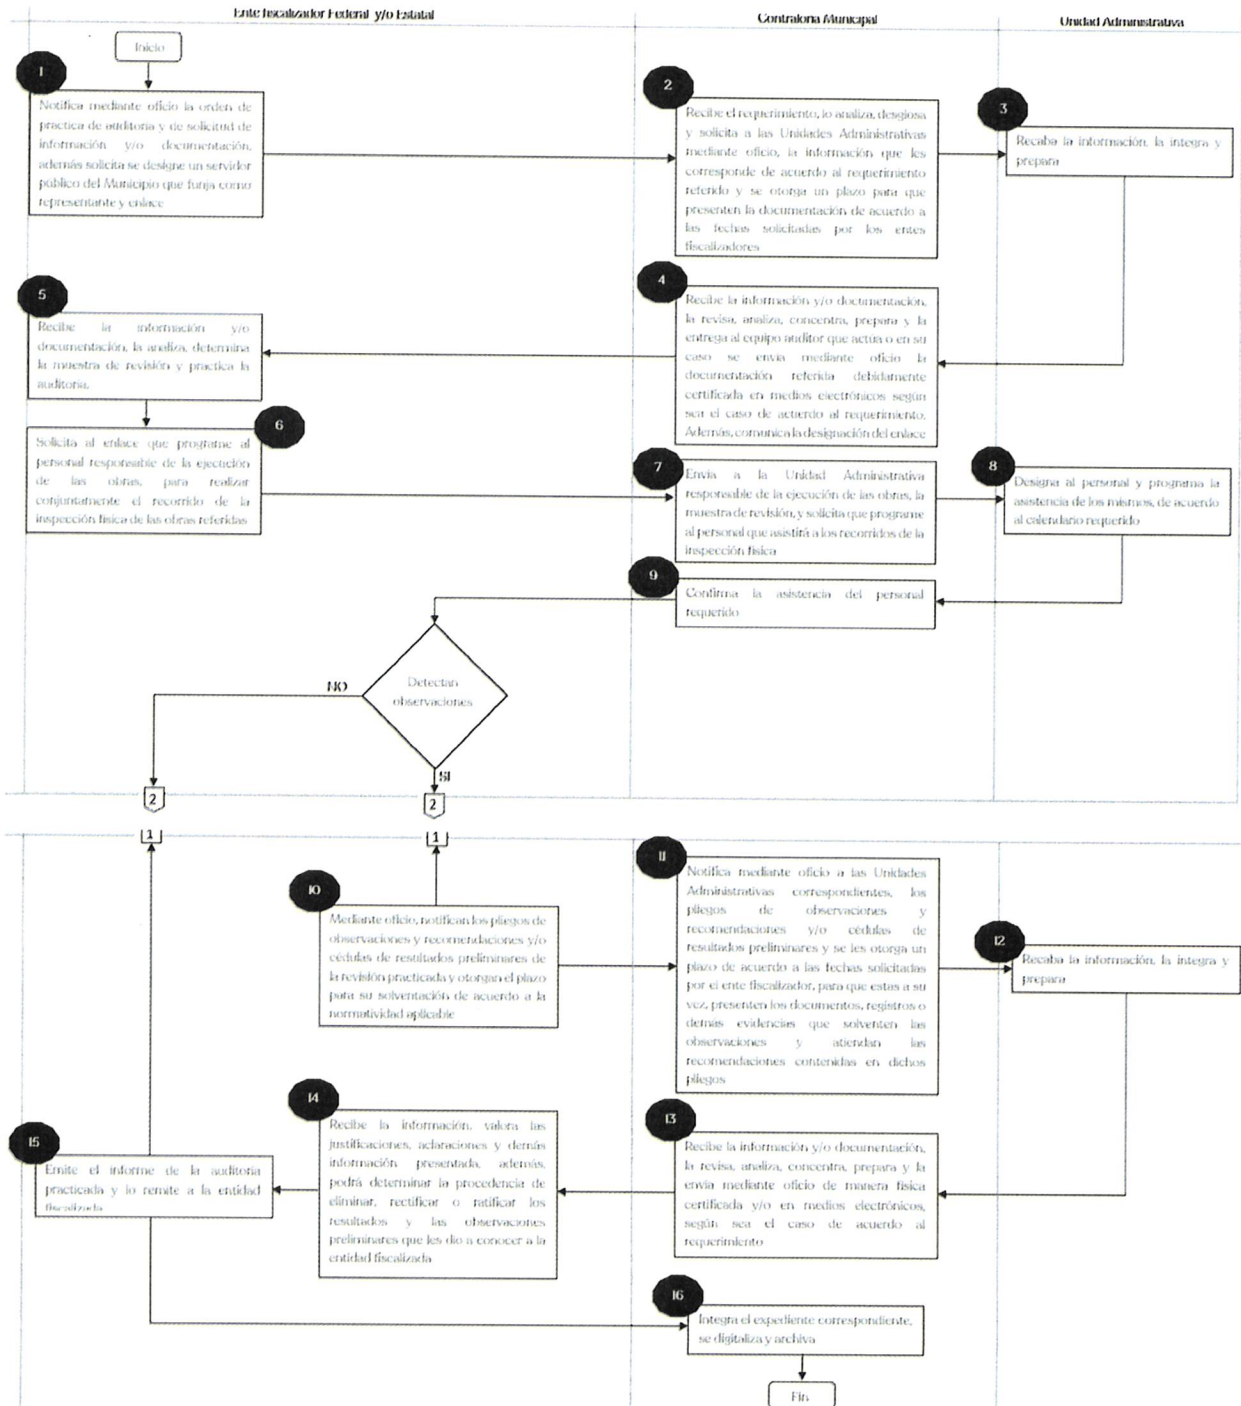 Ente fiscalizador Federal y/o Estatal
Contraloria Municipal
Unidad Administrativa
Inicio
1
Notifica mediante oficio la orden de
practica de auditoria y de solicitud de
información y/o documentación,
además solicita se designe un servidor
publico del Municipio que funja como
representante y enlace
2
Recibe el requerimiento, lo analiza, desglosa
y solicita a las Unidades Administrativas
mediante oficio, la información que les
corresponde de acuerdo al requerimiento
referido y se otorga un plazo para que
presenten la documentación de acuerdo a
las fechas solicitadas por los entes
fiscalizadores
3
Recaba la información, la integra y
prepara
4
Recibe la información y/o documentación,
la revisa, analiza, concentra, prepara y la
entrega al equipo auditor que actúa o en su
caso se envia mediante oficio la
documentación referida debidamente
certificada en medios electrónicos según
sea el caso de acuerdo al requerimiento.
Además, comunica la designación del enlace
5
Recibe la información y/o
documentación, la analiza, determina
la muestra de revisión y practica la
auditoria.
6
Solicita al enlace que programe al
personal responsable de la ejecución
de las obras, para realizar
conjuntamente el recorrido de la
inspección fisica de las obras referidas
7
Envia a la Unidad Administrativa
responsable de la ejecución de las obras, la
muestra de revisión, y solicita que programe
al personal que asistirá a los recorridos de la
inspección fisica
8
Designa al personal y programa la
asistencia de los mismos, de acuerdo
al calendario requerido
9
Confirma la asistencia del personal
requerido
Detectan
observaciones
NO
SI
2
2
1
1
10
Mediante oficio, notifican los pliegos de
observaciones y recomendaciones y/o
cédulas de resultados preliminares de
la revisión practicada y otorgan el plazo
para su solventación de acuerdo a la
normatividad aplicable
11
Notifica mediante oficio a las Unidades
Administrativas correspondientes, los
pliegos de observaciones y
recomendaciones y/o cédulas de
resultados preliminares y se les otorga un
plazo de acuerdo a las fechas solicitadas
por el ente fiscalizador, para que estas a su
vez, presenten los documentos, registros o
demás evidencias que solventen las
observaciones y atiendan las
recomendaciones contenidas en dichos
pliegos
12
Recaba la información, la integra y
prepara
13
Recibe la información y/o documentación,
la revisa, analiza, concentra, prepara y la
envia mediante oficio de manera fisica
certificada y/o en medios electrónicos,
según sea el caso de acuerdo al
requerimiento
14
Recibe la información, valora las
justificaciones, aclaraciones y demás
información presentada, además,
podrá determinar la procedencia de
eliminar, rectificar o ratificar los
resultados y las observaciones
preliminares que les dio a conocer a la
entidad fiscalizada
15
Emite el informe de la auditoria
practicada y lo remite a la entidad
fiscalizada
16
Integra el expediente correspondiente,
se digitaliza y archiva
Fin